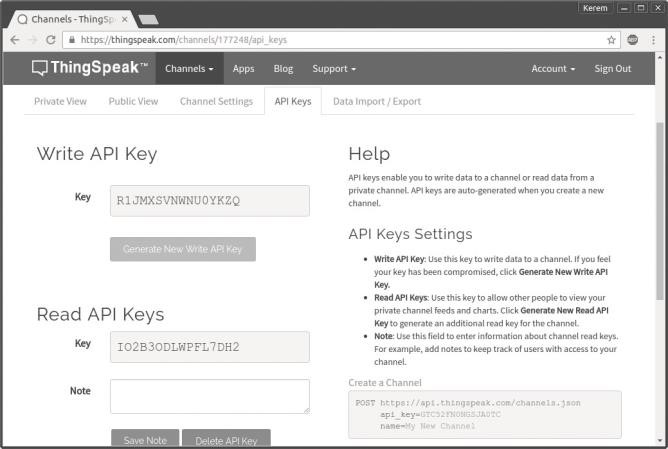 Kerem
Channels - ThingSpe
https://thingspeak.com/channels/177248/api_keys
ABP
ThingSpeak™ Channels Apps Blog Support Account Sign Out
Private View Public View Channel Settings API Keys Data Import / Export
Write API Key
Key R1JMXSVNWNU0YKZQ
Generate New Write API Key
Read API Keys
Key IO2B3ODLWPFL7DH2
Note
Save Note Delete API Key
Help
API keys enable you to write data to a channel or read data from a
private channel. API keys are auto-generated when you create a new
channel.
API Keys Settings
• Write API Key: Use this key to write data to a channel. If you feel
your key has been compromised, click Generate New Write API
Key.
• Read API Keys: Use this key to allow other people to view your
private channel feeds and charts. Click Generate New Read API
Key to generate an additional read key for the channel.
• Note: Use this field to enter information about channel read keys.
For example, add notes to keep track of users with access to your
channel.
Create a Channel
POST https://api.thingspeak.com/channels.json
api_key=GTC52FN0NGSJA0TC
name=My New Channel